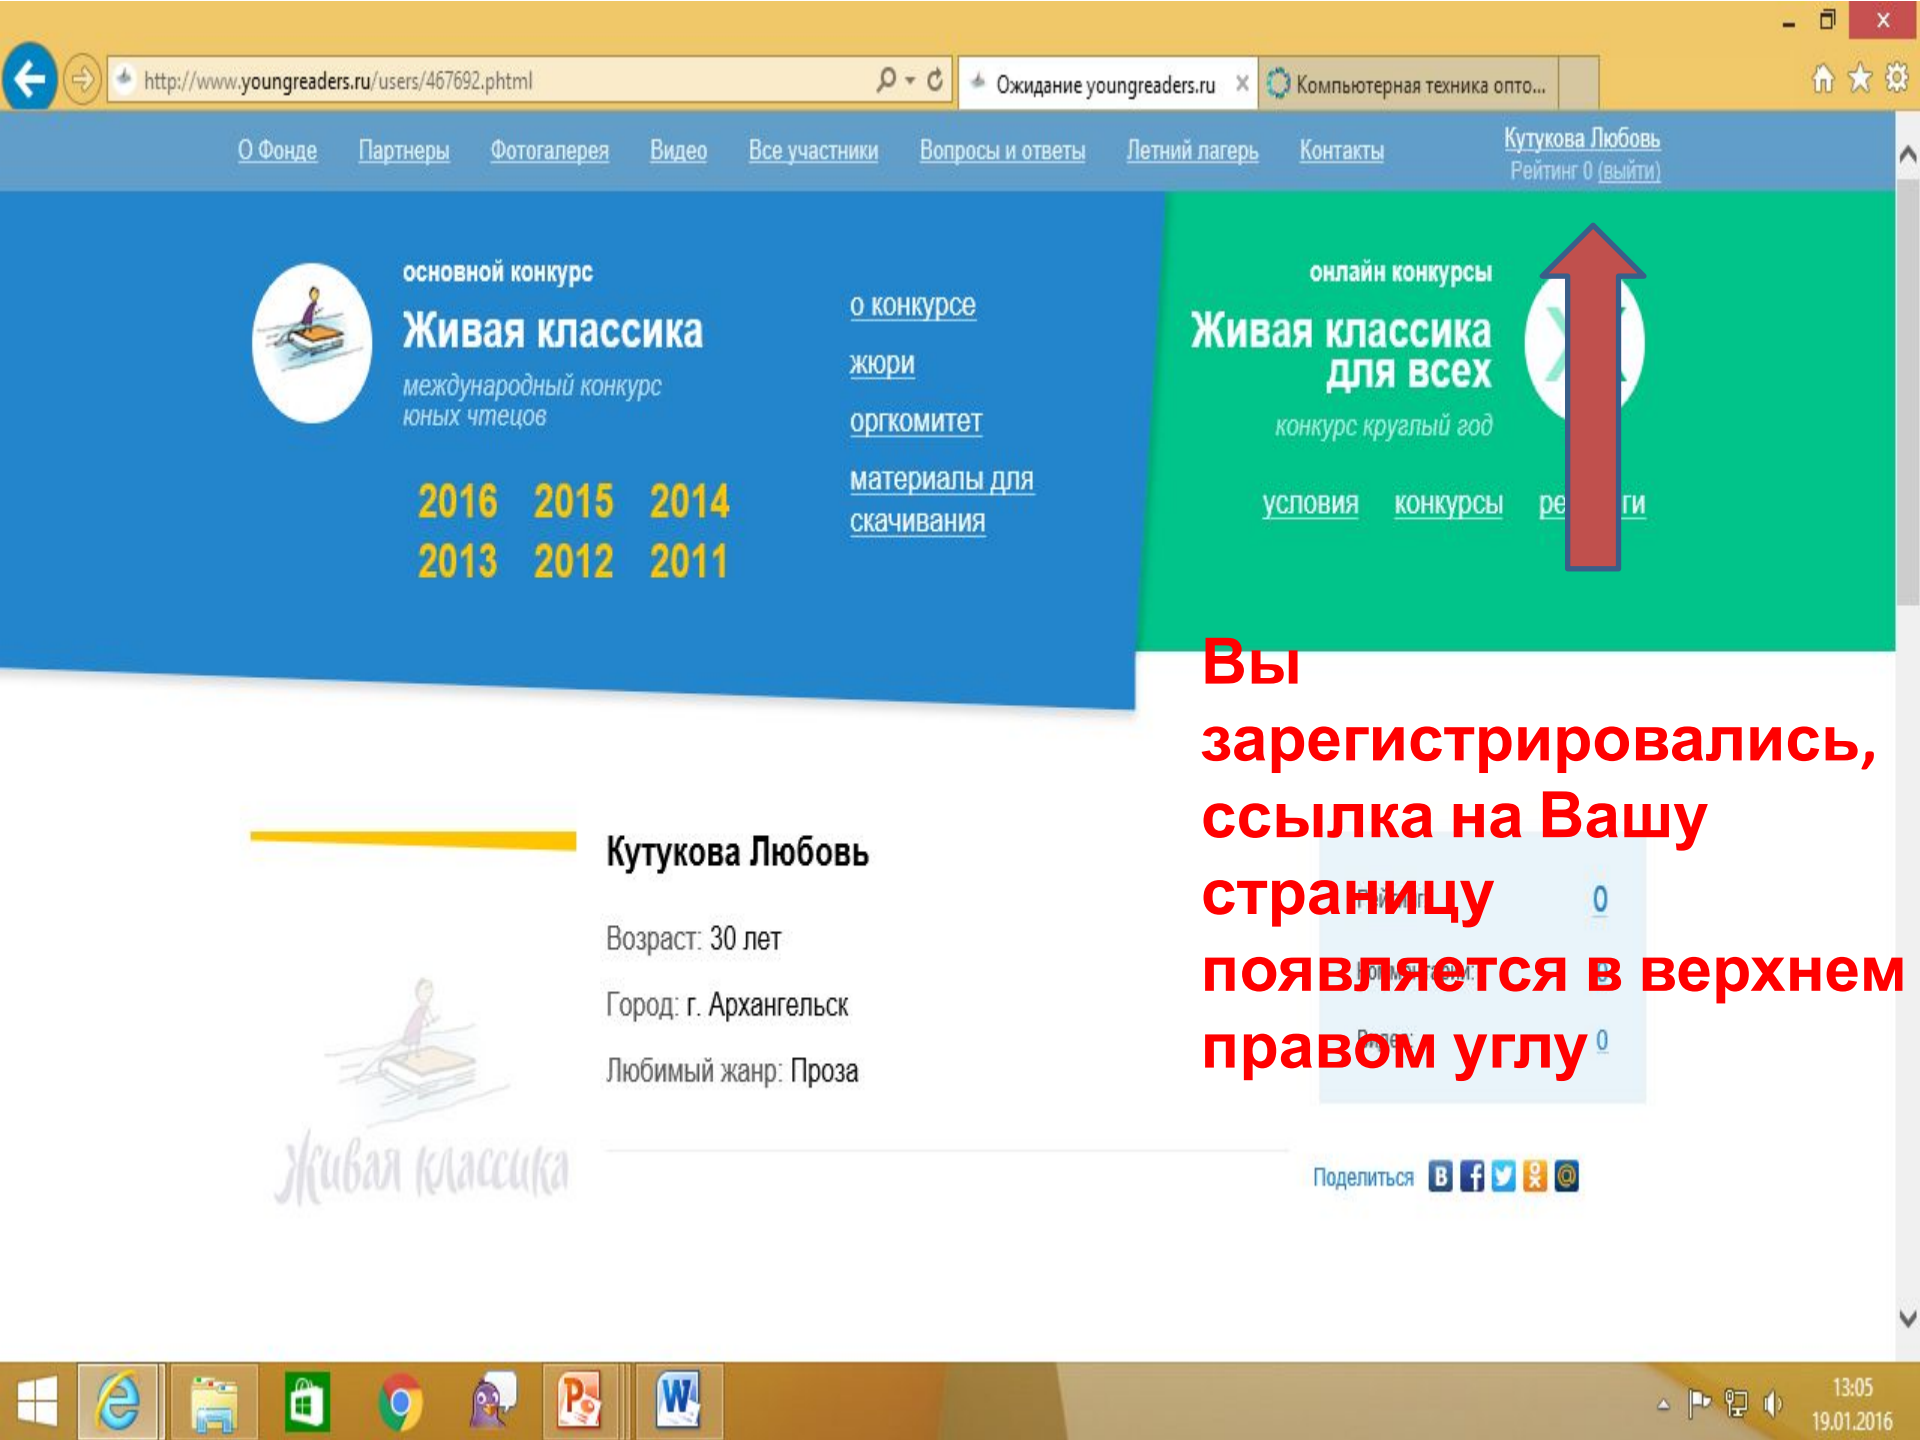 http://www.youngreaders.ru/users/467692.phtml
Ожидание youngreaders.ru
Компьютерная техника опто...
О Фонде Партнеры Фотогалерея Видео Все участники Вопросы и ответы Летний лагерь Контакты
Кутукова Любовь
Рейтинг 0 (выйти)
основной конкурс
Живая классика
международный конкурс
юных чтецов
2016 2015 2014
2013 2012 2011
о конкурсе
жюри
оргкомитет
материалы для
скачивания
онлайн конкурсы
Живая классика
для всех
конкурс круглый год
условия конкурсы
Вы
зарегистрировались,
ссылка на Вашу
страницу
появляется в верхнем
правом углу
Кутукова Любовь
Возраст: 30 лет
Город: г. Архангельск
Любимый жанр: Проза
0
0
Живая классика
Поделиться
13:05
19.01.2016